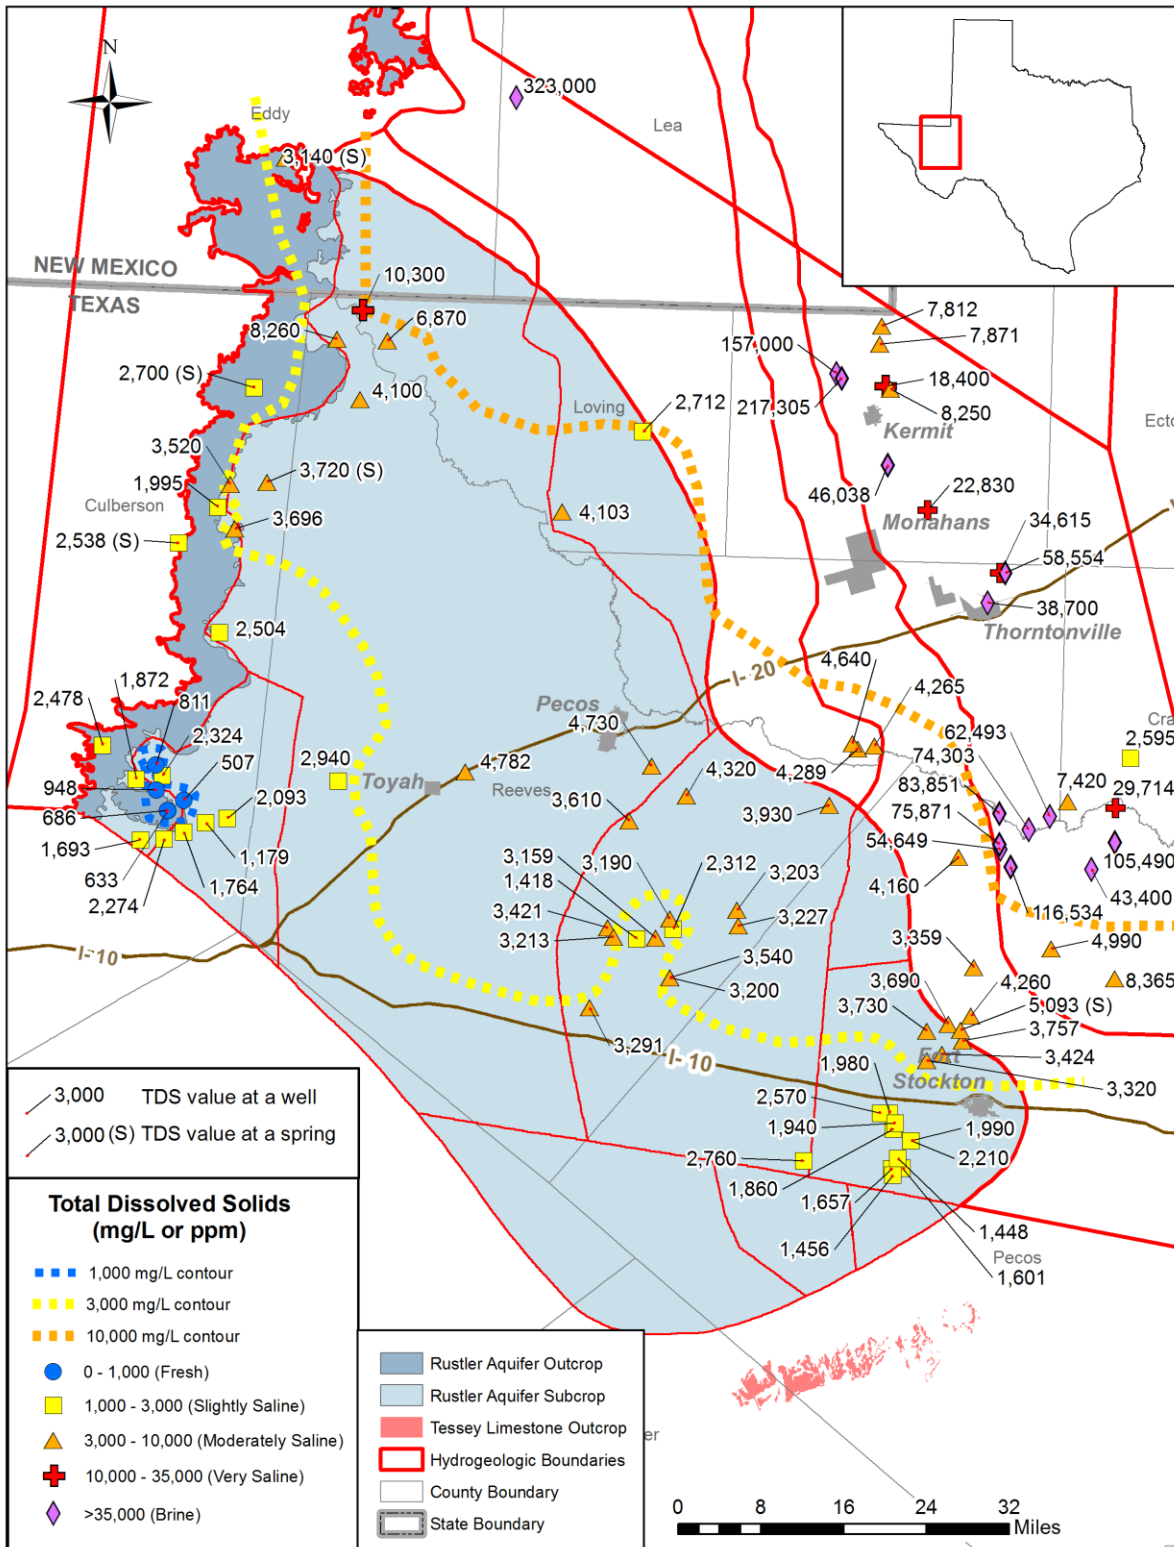 N
323,000
Eddy
Lea
3,140 (S)
NEW MEXICO
TEXAS
10,300
7,812
6,870
7,871
8,260
157,000
2,700 (S)
18,400
4,100
217,305
8,250
Loving
2,712
Kermit
Ecto
3,520
3,720 (S)
1,995
46,038
22,830
Culberson
3,696
4,103
Monahans
34,615
2,538 (S)
58,554
38,700
2,504
Thorntonville
4,640
I- 20
1,872
4,265
2,478
811
Pecos
62,493
Cra
4,730
2,324
74,303
2,595
507
2,940
4,782
4,289
83,851
7,420
948
Toyah
Reeves
4,320
29,714
2,093
3,610
3,930
75,871
686
54,649
1,693
1,179
3,159
3,190
2,312
105,490
633
1,764
1,418
3,203
4,160
43,400
2,274
3,421
3,227
116,534
3,213
I- 10
3,540
3,359
4,990
3,200
3,690
4,260
8,365
3,730
5,093 (S)
3,291
3,757
I- 10
1,980
Fort
Stockton
3,424
3,320
2,570
1,940
1,990
2,760
2,210
1,860
1,657
1,448
1,456
Pecos
1,601
er
3,000 TDS value at a well
3,000 (S) TDS value at a spring
Total Dissolved Solids
(mg/L or ppm)
1,000 mg/L contour
3,000 mg/L contour
10,000 mg/L contour
0 - 1,000 (Fresh)
1,000 - 3,000 (Slightly Saline)
3,000 - 10,000 (Moderately Saline)
10,000 - 35,000 (Very Saline)
>35,000 (Brine)
Rustler Aquifer Outcrop
Rustler Aquifer Subcrop
Tessey Limestone Outcrop
Hydrogeologic Boundaries
County Boundary
State Boundary
0 8 16 24 32
Miles